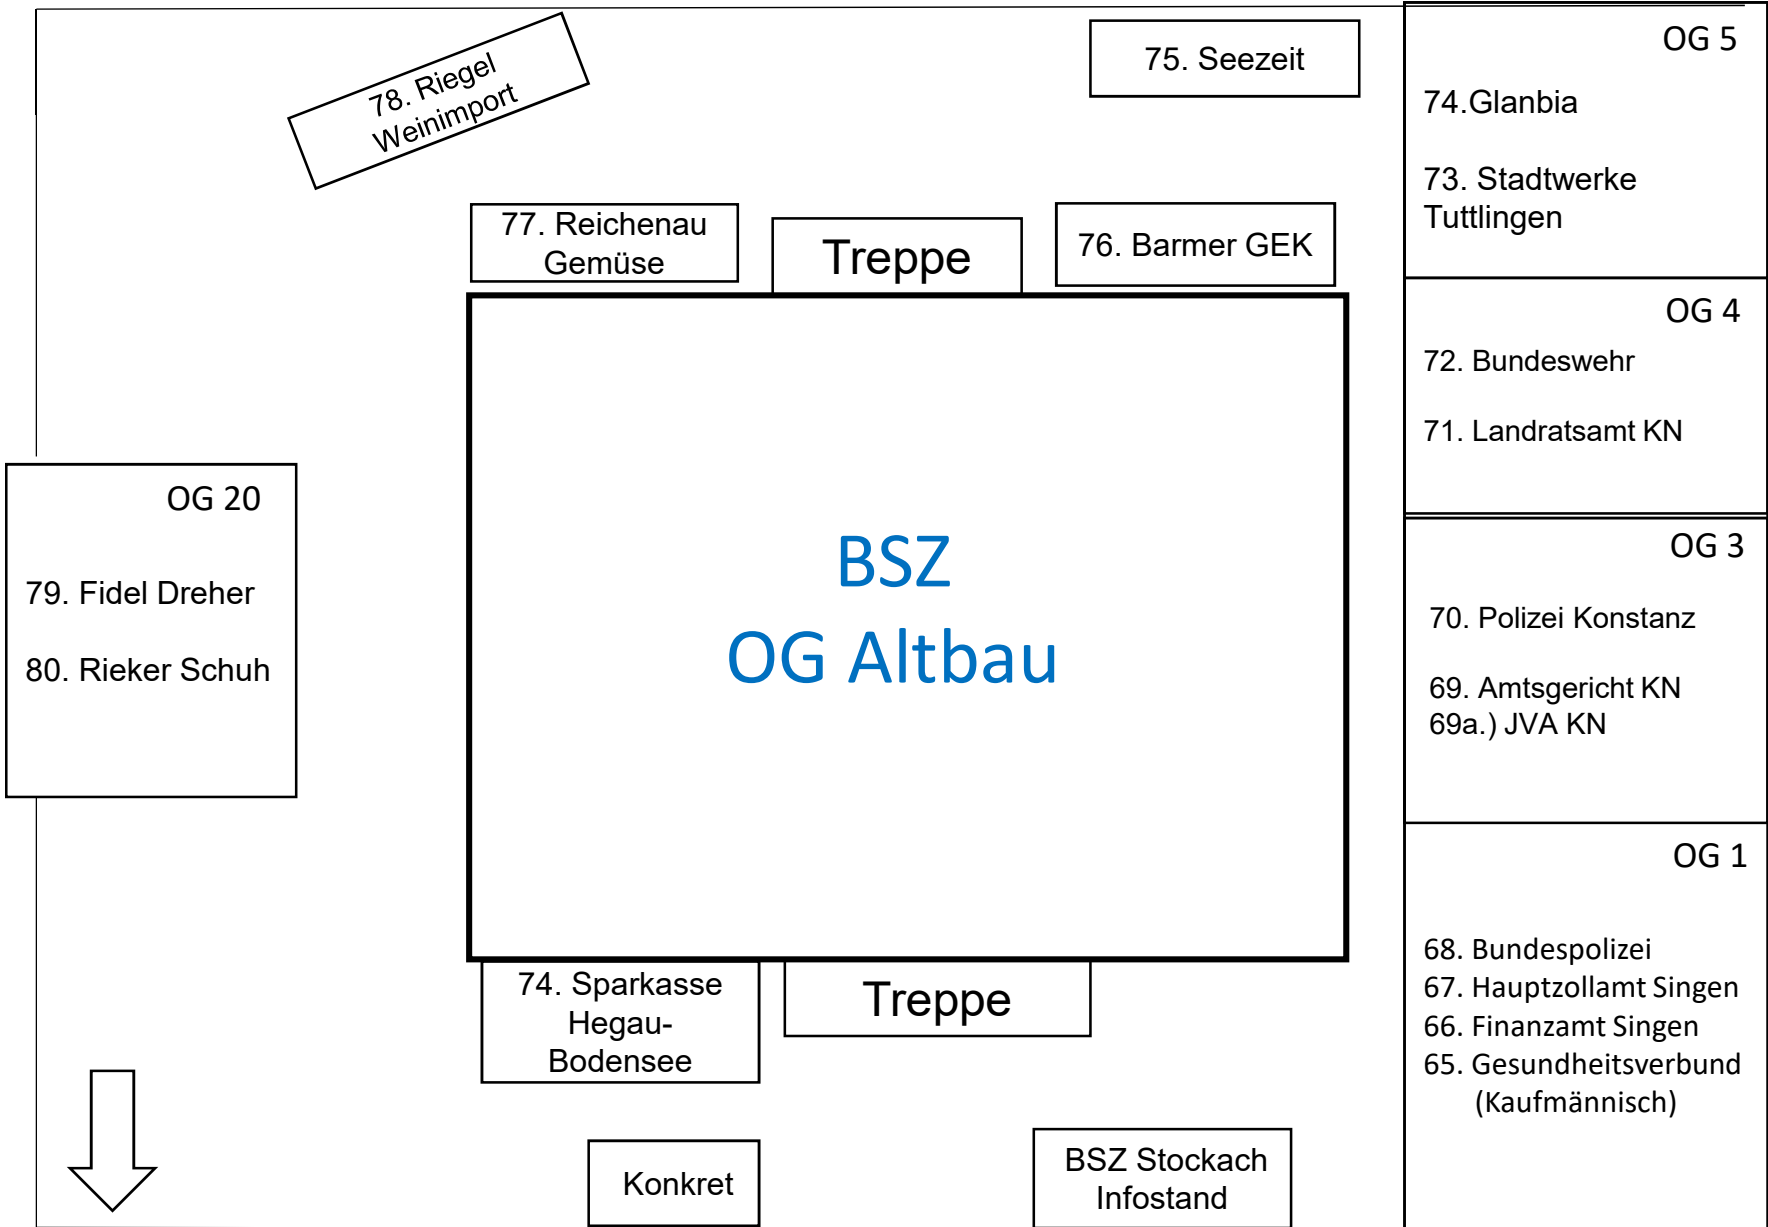 78. Riegel
Weinimport
75. Seezeit
OG 5
74.Glanbia
73. Stadtwerke
Tuttlingen
77. Reichenau
Gemüse
Treppe
76. Barmer GEK
OG 4
72. Bundeswehr
71. Landratsamt KN
OG 20
79. Fidel Dreher
80. Rieker Schuh
BSZ
OG Altbau
OG 3
70. Polizei Konstanz
69. Amtsgericht KN
69a.) JVA KN
OG 1
68. Bundespolizei
67. Hauptzollamt Singen
66. Finanzamt Singen
65. Gesundheitsverbund
(Kaufmännisch)
74. Sparkasse
Hegau-
Bodensee
Treppe
Konkret
BSZ Stockach
Infostand